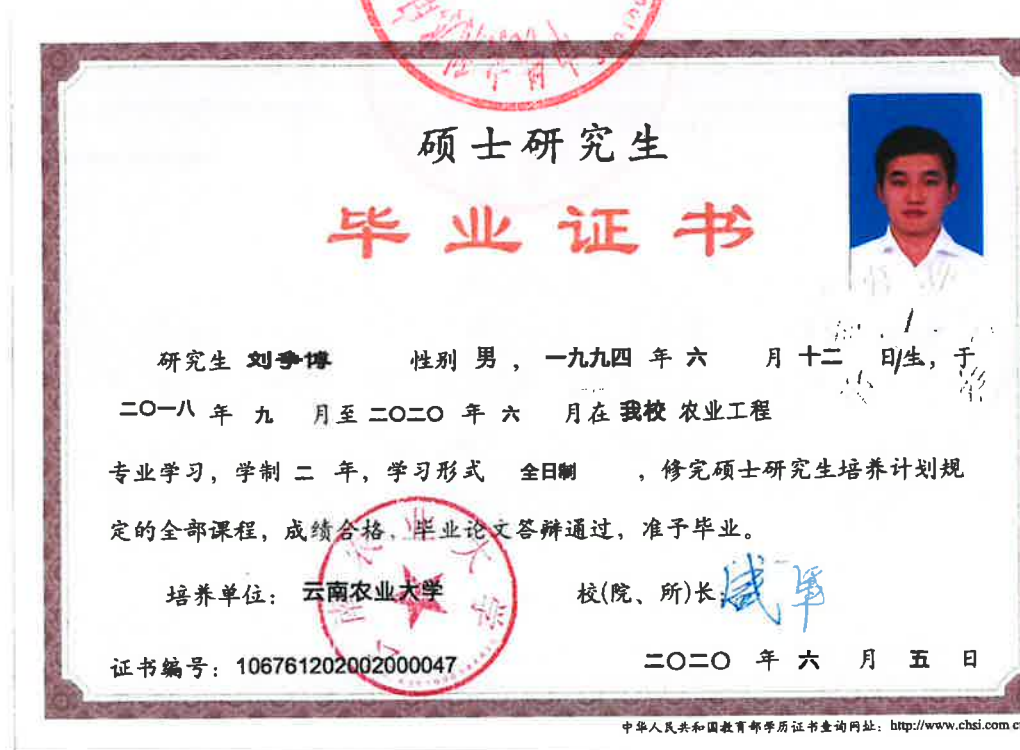 硕士研究生
毕业证书
研究生 刘争博 性别 男 ， 一九九四 年 六 月 十二 日生，于
二〇一八 年 九 月至 二〇二〇 年 六 月在 我校 农业工程
专业学习，学制 二 年，学习形式 全日制 ，修完硕士研究生培养计划规
定的全部课程，成绩合格，毕业论文答辩通过，准予毕业。
培养单位： 云南农业大学 校(院、所)长：
证书编号：106761202002000047 二〇二〇 年 六 月 五 日
中华人民共和国教育部学历证书查询网址：http://www.chsi.com.c